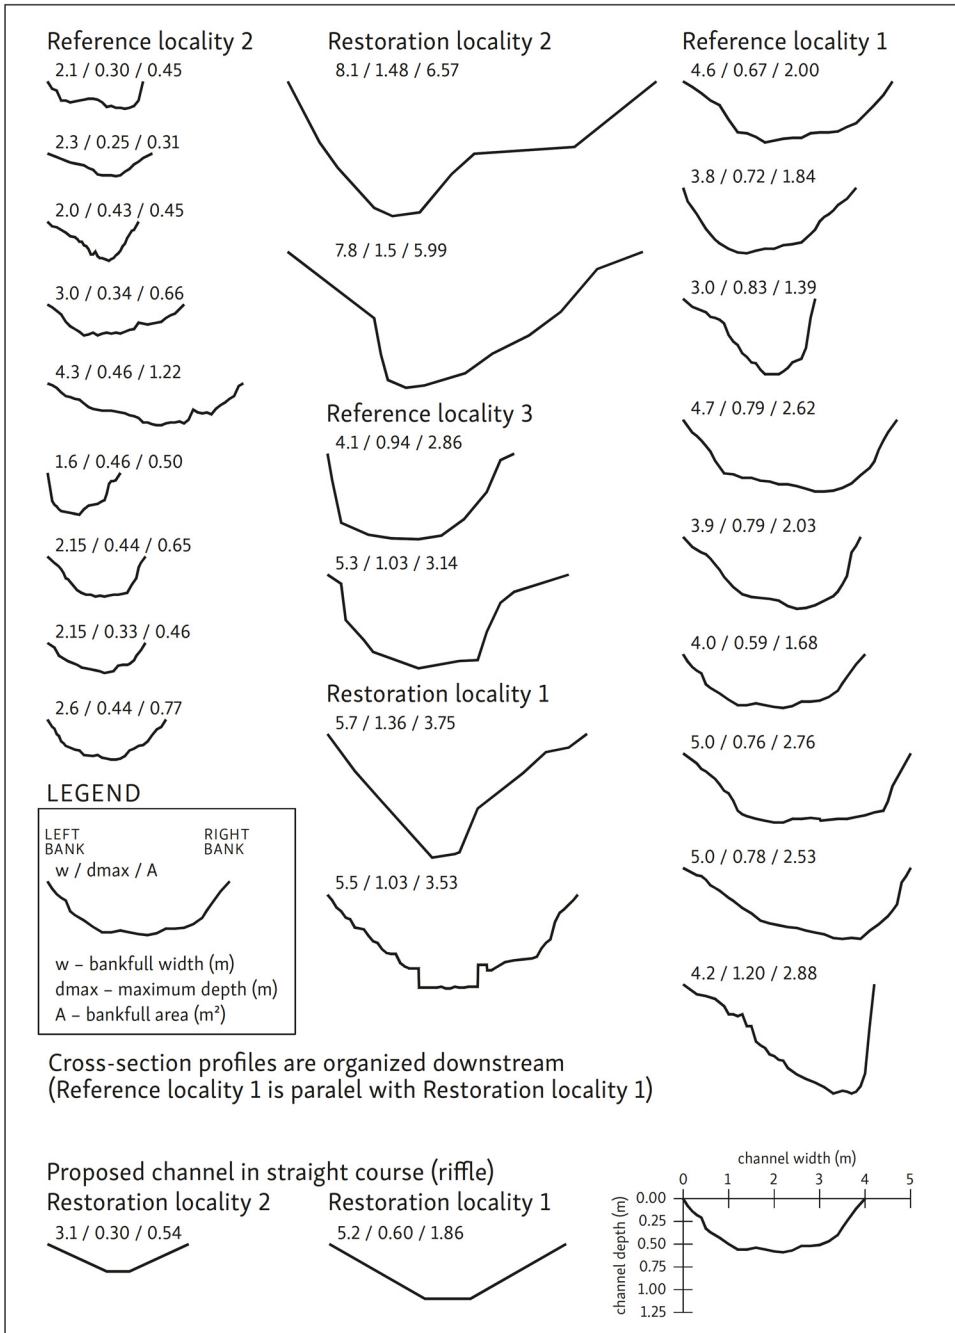 Reference locality 2
2.1 / 0.30 / 0.45
2.3 / 0.25 / 0.31
2.0 / 0.43 / 0.45
3.0 / 0.34 / 0.66
4.3 / 0.46 / 1.22
1.6 / 0.46 / 0.50
2.15 / 0.44 / 0.65
2.15 / 0.33 / 0.46
2.6 / 0.44 / 0.77
LEGEND
LEFT
BANK
RIGHT
BANK
w / dmax / A
w – bankfull width (m)
dmax – maximum depth (m)
A – bankfull area (m²)
Restoration locality 2
8.1 / 1.48 / 6.57
7.8 / 1.5 / 5.99
Reference locality 3
4.1 / 0.94 / 2.86
5.3 / 1.03 / 3.14
Restoration locality 1
5.7 / 1.36 / 3.75
5.5 / 1.03 / 3.53
Reference locality 1
4.6 / 0.67 / 2.00
3.8 / 0.72 / 1.84
3.0 / 0.83 / 1.39
4.7 / 0.79 / 2.62
3.9 / 0.79 / 2.03
4.0 / 0.59 / 1.68
5.0 / 0.76 / 2.76
5.0 / 0.78 / 2.53
4.2 / 1.20 / 2.88
Cross-section profiles are organized downstream
(Reference locality 1 is paralel with Restoration locality 1)
Proposed channel in straight course (riffle)
Restoration locality 2
3.1 / 0.30 / 0.54
Restoration locality 1
5.2 / 0.60 / 1.86
channel width (m)
0 1 2 3 4 5
channel depth (m)
0.00
0.25
0.50
0.75
1.00
1.25